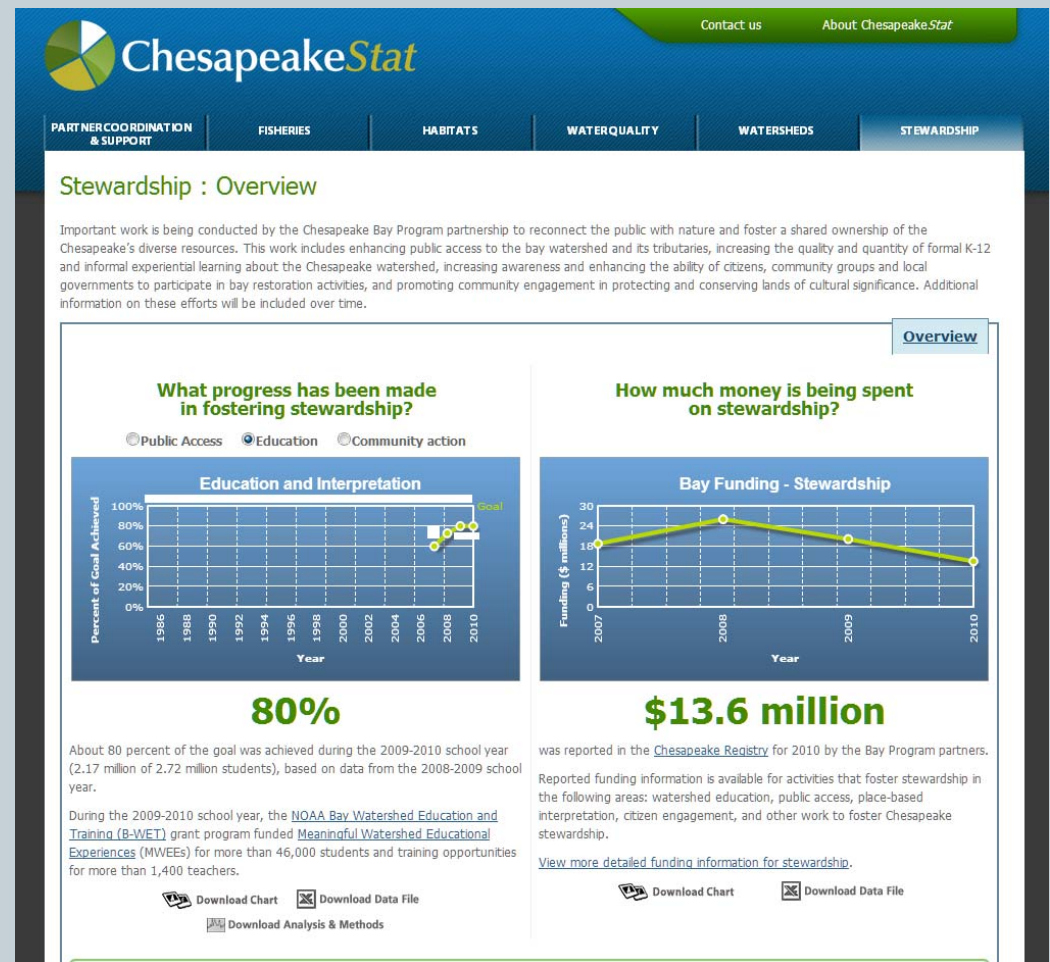 Contact us About ChesapeakeStat
ChesapeakeStat
PARTNER COORDINATION
& SUPPORT
FISHERIES
HABITATS
WATER QUALITY
WATERSHEDS
STEWARDSHIP
Stewardship : Overview
Important work is being conducted by the Chesapeake Bay Program partnership to reconnect the public with nature and foster a shared ownership of the
Chesapeake's diverse resources. This work includes enhancing public access to the bay watershed and its tributaries, increasing the quality and quantity of formal K-12
and informal experiential learning about the Chesapeake watershed, increasing awareness and enhancing the ability of citizens, community groups and local
governments to participate in bay restoration activities, and promoting community engagement in protecting and conserving lands of cultural significance. Additional
information on these efforts will be included over time.
Overview
What progress has been made
in fostering stewardship?
Public Access Education Community action
Education and Interpretation
Goal
Percent of Goal Achieved
100%
80%
60%
40%
20%
0%
1986 1988 1990 1992 1994 1996 1998 2000 2002 2004 2006 2008 2010
Year
80%
About 80 percent of the goal was achieved during the 2009-2010 school year
(2.17 million of 2.72 million students), based on data from the 2008-2009 school
year.
During the 2009-2010 school year, the NOAA Bay Watershed Education and
Training (B-WET) grant program funded Meaningful Watershed Educational
Experiences (MWEEs) for more than 46,000 students and training opportunities
for more than 1,400 teachers.
Download Chart Download Data File
Download Analysis & Methods
How much money is being spent
on stewardship?
Bay Funding - Stewardship
Funding ($ millions)
30
24
18
12
6
0
2007 2008 2009 2010
Year
$13.6 million
was reported in the Chesapeake Registry for 2010 by the Bay Program partners.
Reported funding information is available for activities that foster stewardship in
the following areas: watershed education, public access, place-based
interpretation, citizen engagement, and other work to foster Chesapeake
stewardship.
View more detailed funding information for stewardship.
Download Chart Download Data File